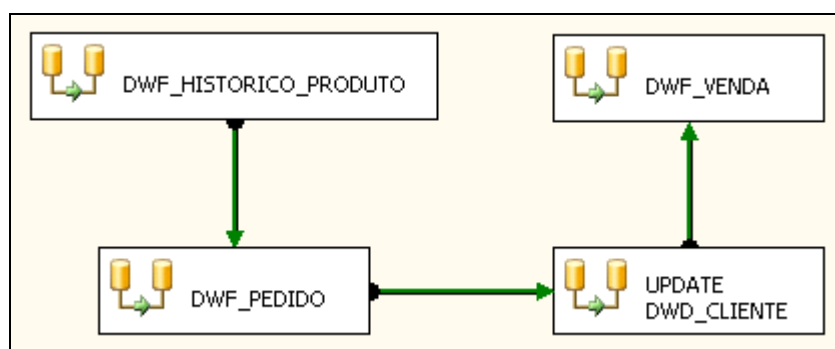 DWF_HISTORICO_PRODUTO
DWF_VENDA
DWF_PEDIDO
UPDATE
DWD_CLIENTE